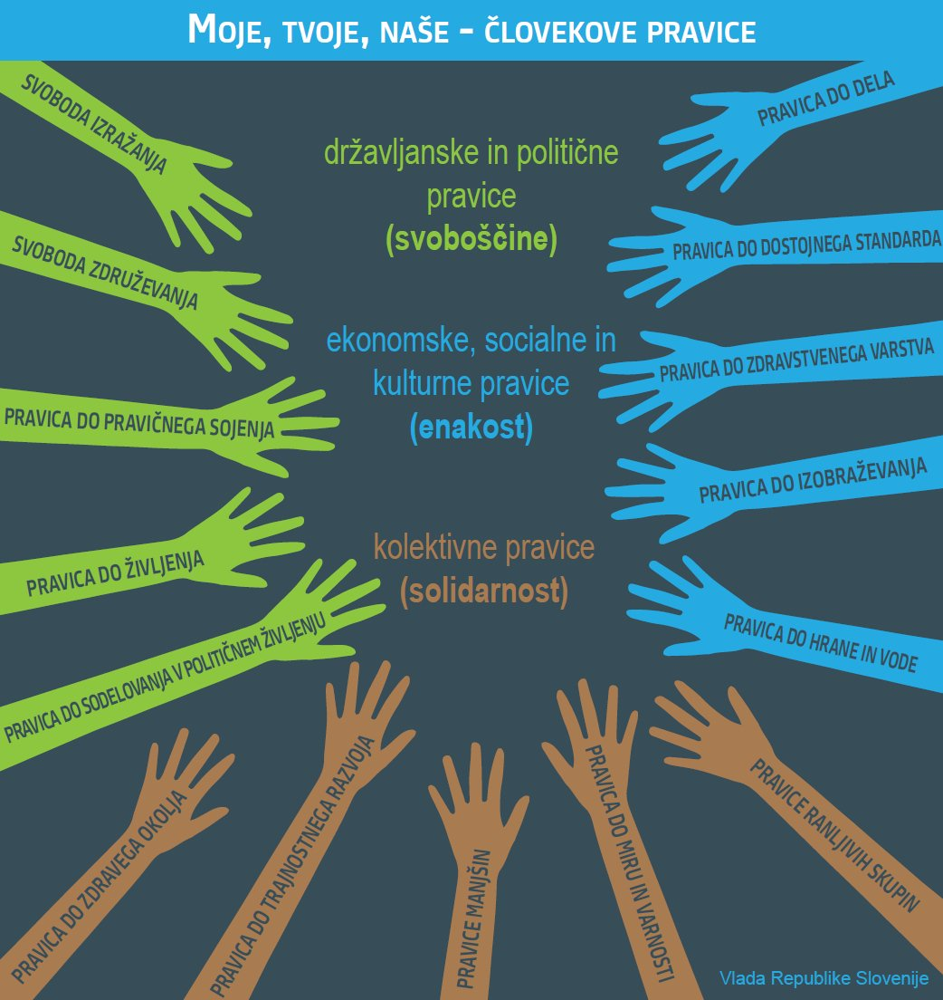 Moje, tvoje, naše - človekove pravice
SVOBODA IZRAŽANJA
SVOBODA ZDRUŽEVANJA
PRAVICA DO PRAVIČNEGA SOJENJA
PRAVICA DO ŽIVLJENJA
PRAVICA DO SODELOVANJA V POLITIČNEM ŽIVLJENJU
državljanske in politične
pravice
(svoboščine)
ekonomske, socialne in
kulturne pravice
(enakost)
kolektivne pravice
(solidarnost)
PRAVICA DO DELA
PRAVICA DO DOSTOJNEGA STANDARDA
PRAVICA DO ZDRAVSTVENEGA VARSTVA
PRAVICA DO IZOBRAŽEVANJA
PRAVICA DO HRANE IN VODE
PRAVICA DO ZDRAVEGA OKOLJA
PRAVICA DO TRAJNOSTNEGA RAZVOJA
PRAVICE MANJŠIN
PRAVICA DO MIRU IN VARNOSTI
PRAVICE RANLJIVIH SKUPIN
Vlada Republike Slovenije